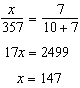 x/357 = 7/(10 + 7)
17x = 2499
x = 147